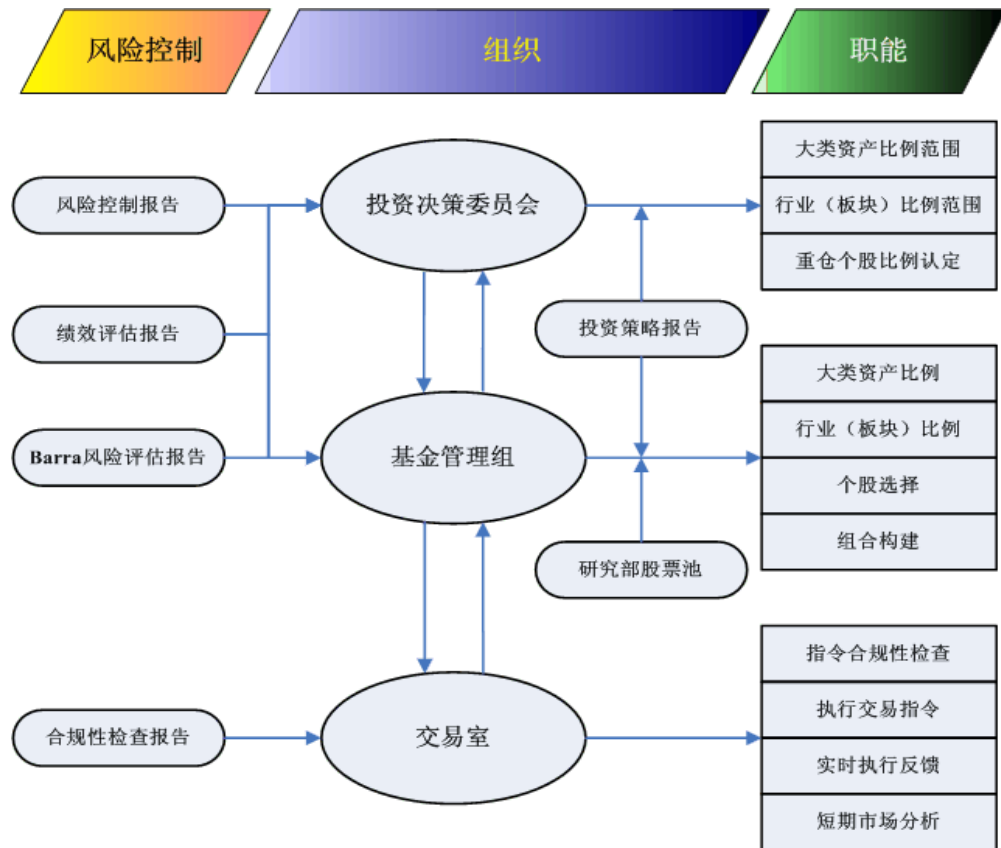 风险控制
组织
职能
大类资产比例范围
风险控制报告
投资决策委员会
行业（板块）比例范围
重仓个股比例认定
绩效评估报告
投资策略报告
大类资产比例
行业（板块）比例
Barra风险评估报告
基金管理组
个股选择
组合构建
研究部股票池
指令合规性检查
执行交易指令
合规性检查报告
交易室
实时执行反馈
短期市场分析